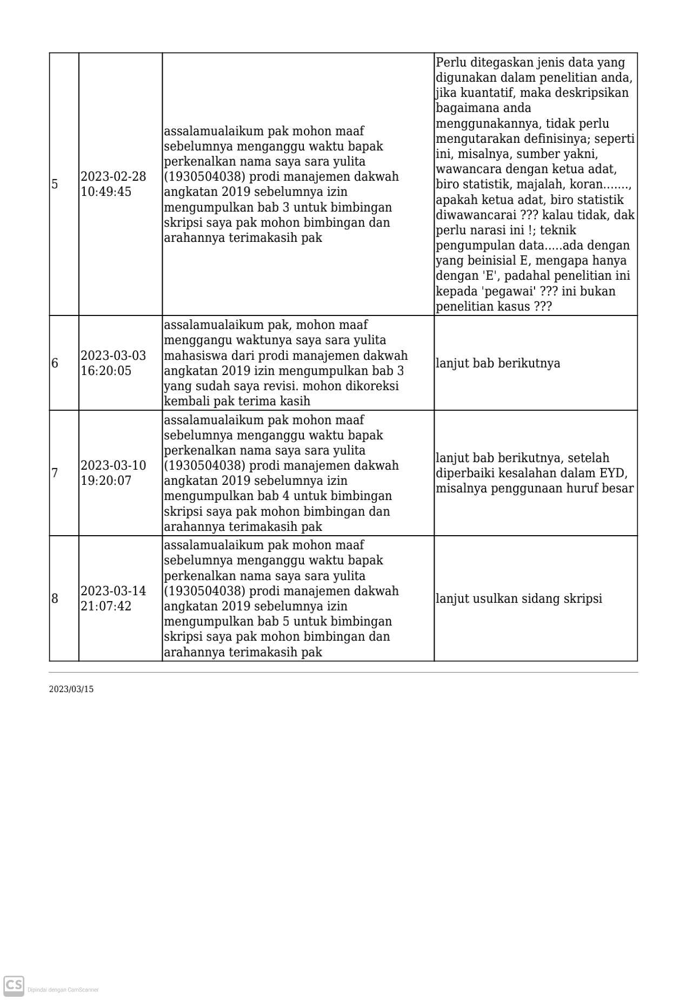 5
2023-02-28
10:49:45
assalamualaikum pak mohon maaf
sebelumnya menganggu waktu bapak
perkenalkan nama saya sara yulita
(1930504038) prodi manajemen dakwah
angkatan 2019 sebelumnya izin
mengumpulkan bab 3 untuk bimbingan
skripsi saya pak mohon bimbingan dan
arahannya terimakasih pak
Perlu ditegaskan jenis data yang
digunakan dalam penelitian anda,
jika kuantatif, maka deskripsikan
bagaimana anda
menggunakannya, tidak perlu
mengutarakan definisinya; seperti
ini, misalnya, sumber yakni,
wawancara dengan ketua adat,
biro statistik, majalah, koran.......,
apakah ketua adat, biro statistik
diwawancarai ??? kalau tidak, dak
perlu narasi ini !; teknik
pengumpulan data.....ada dengan
yang beinisial E, mengapa hanya
dengan 'E', padahal penelitian ini
kepada 'pegawai' ??? ini bukan
penelitian kasus ???
6
2023-03-03
16:20:05
assalamualaikum pak, mohon maaf
menggangu waktunya saya sara yulita
mahasiswa dari prodi manajemen dakwah
angkatan 2019 izin mengumpulkan bab 3
yang sudah saya revisi. mohon dikoreksi
kembali pak terima kasih
lanjut bab berikutnya
7
2023-03-10
19:20:07
assalamualaikum pak mohon maaf
sebelumnya menganggu waktu bapak
perkenalkan nama saya sara yulita
(1930504038) prodi manajemen dakwah
angkatan 2019 sebelumnya izin
mengumpulkan bab 4 untuk bimbingan
skripsi saya pak mohon bimbingan dan
arahannya terimakasih pak
lanjut bab berikutnya, setelah
diperbaiki kesalahan dalam EYD,
misalnya penggunaan huruf besar
8
2023-03-14
21:07:42
assalamualaikum pak mohon maaf
sebelumnya menganggu waktu bapak
perkenalkan nama saya sara yulita
(1930504038) prodi manajemen dakwah
angkatan 2019 sebelumnya izin
mengumpulkan bab 5 untuk bimbingan
skripsi saya pak mohon bimbingan dan
arahannya terimakasih pak
lanjut usulkan sidang skripsi
2023/03/15
CS Dipindai dengan CamScanner